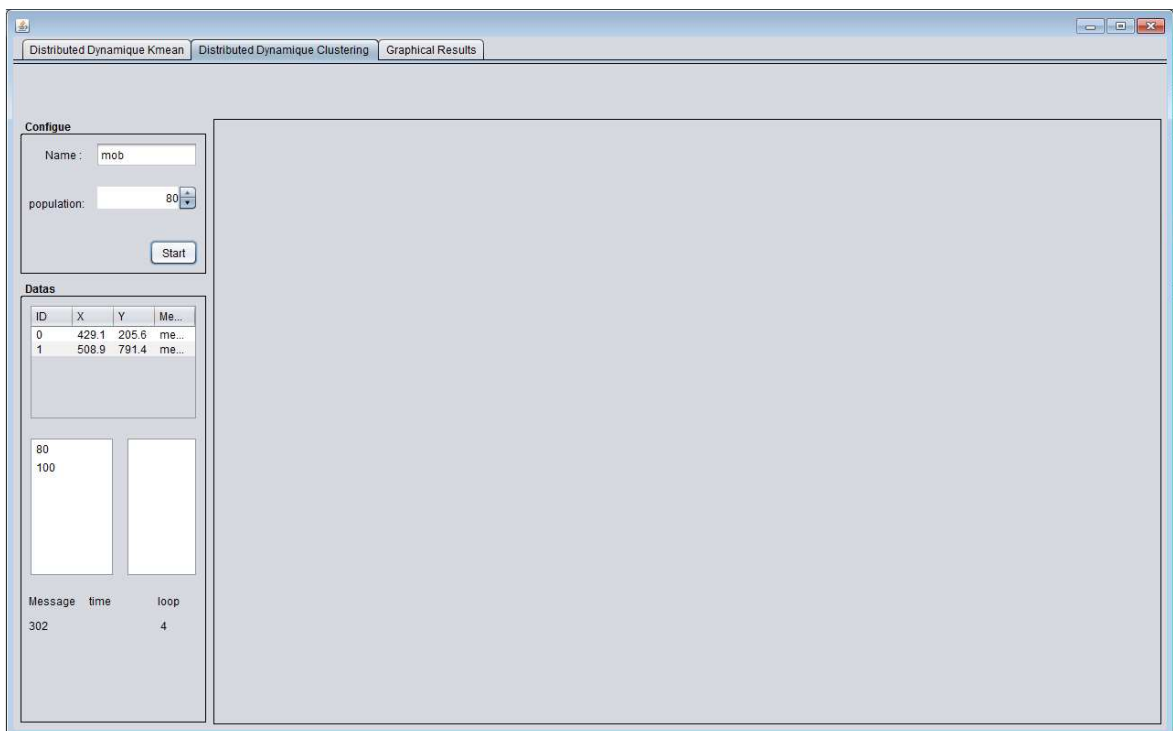 Distributed Dynamique Kmean Distributed Dynamique Clustering Graphical Results
Configue
Name : mob
population: 80
Start
Datas
ID X Y Me...
0 429.1 205.6 me...
1 508.9 791.4 me...
80
100
Message time loop
302 4